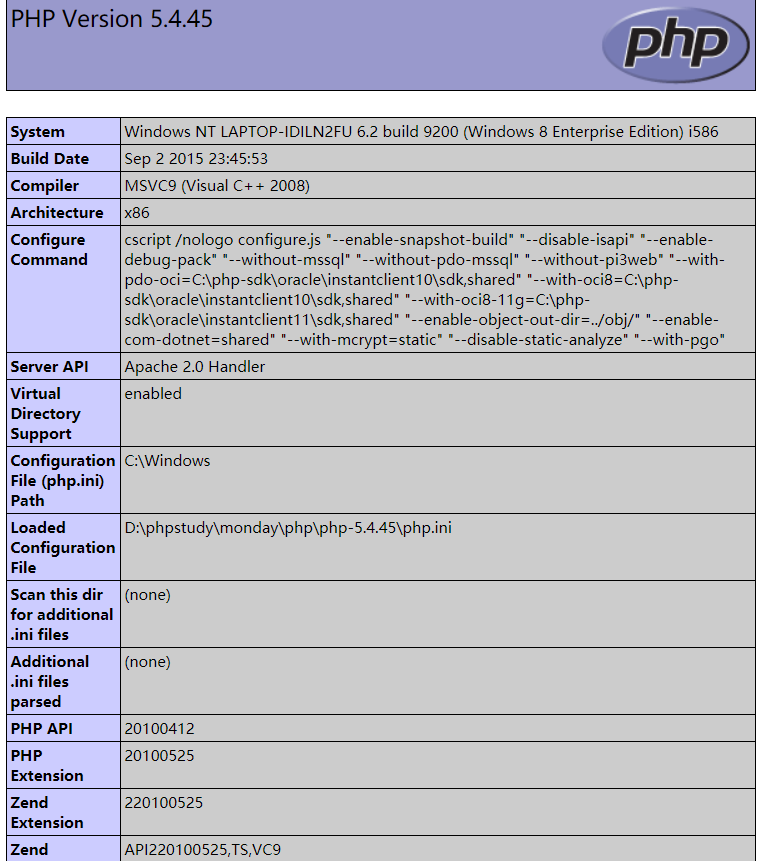 PHP Version 5.4.45
php
System Windows NT LAPTOP-IDILN2FU 6.2 build 9200 (Windows 8 Enterprise Edition) i586
Build Date Sep 2 2015 23:45:53
Compiler MSVC9 (Visual C++ 2008)
Architecture x86
Configure
Command
cscript /nologo configure.js "--enable-snapshot-build" "--disable-isapi" "--enable-
debug-pack" "--without-mssql" "--without-pdo-mssql" "--without-pi3web" "--with-
pdo-oci=C:\php-sdk\oracle\instantclient10\sdk,shared" "--with-oci8=C:\php-
sdk\oracle\instantclient10\sdk,shared" "--with-oci8-11g=C:\php-
sdk\oracle\instantclient11\sdk,shared" "--enable-object-out-dir=../obj/" "--enable-
com-dotnet=shared" "--with-mcrypt=static" "--disable-static-analyze" "--with-pgo"
Server API Apache 2.0 Handler
Virtual
Directory
Support
enabled
Configuration
File (php.ini)
Path
C:\Windows
Loaded
Configuration
File
D:\phpstudy\monday\php\php-5.4.45\php.ini
Scan this dir
for additional
.ini files
(none)
Additional
.ini files
parsed
(none)
PHP API 20100412
PHP
Extension
20100525
Zend
Extension
220100525
Zend API220100525,TS,VC9